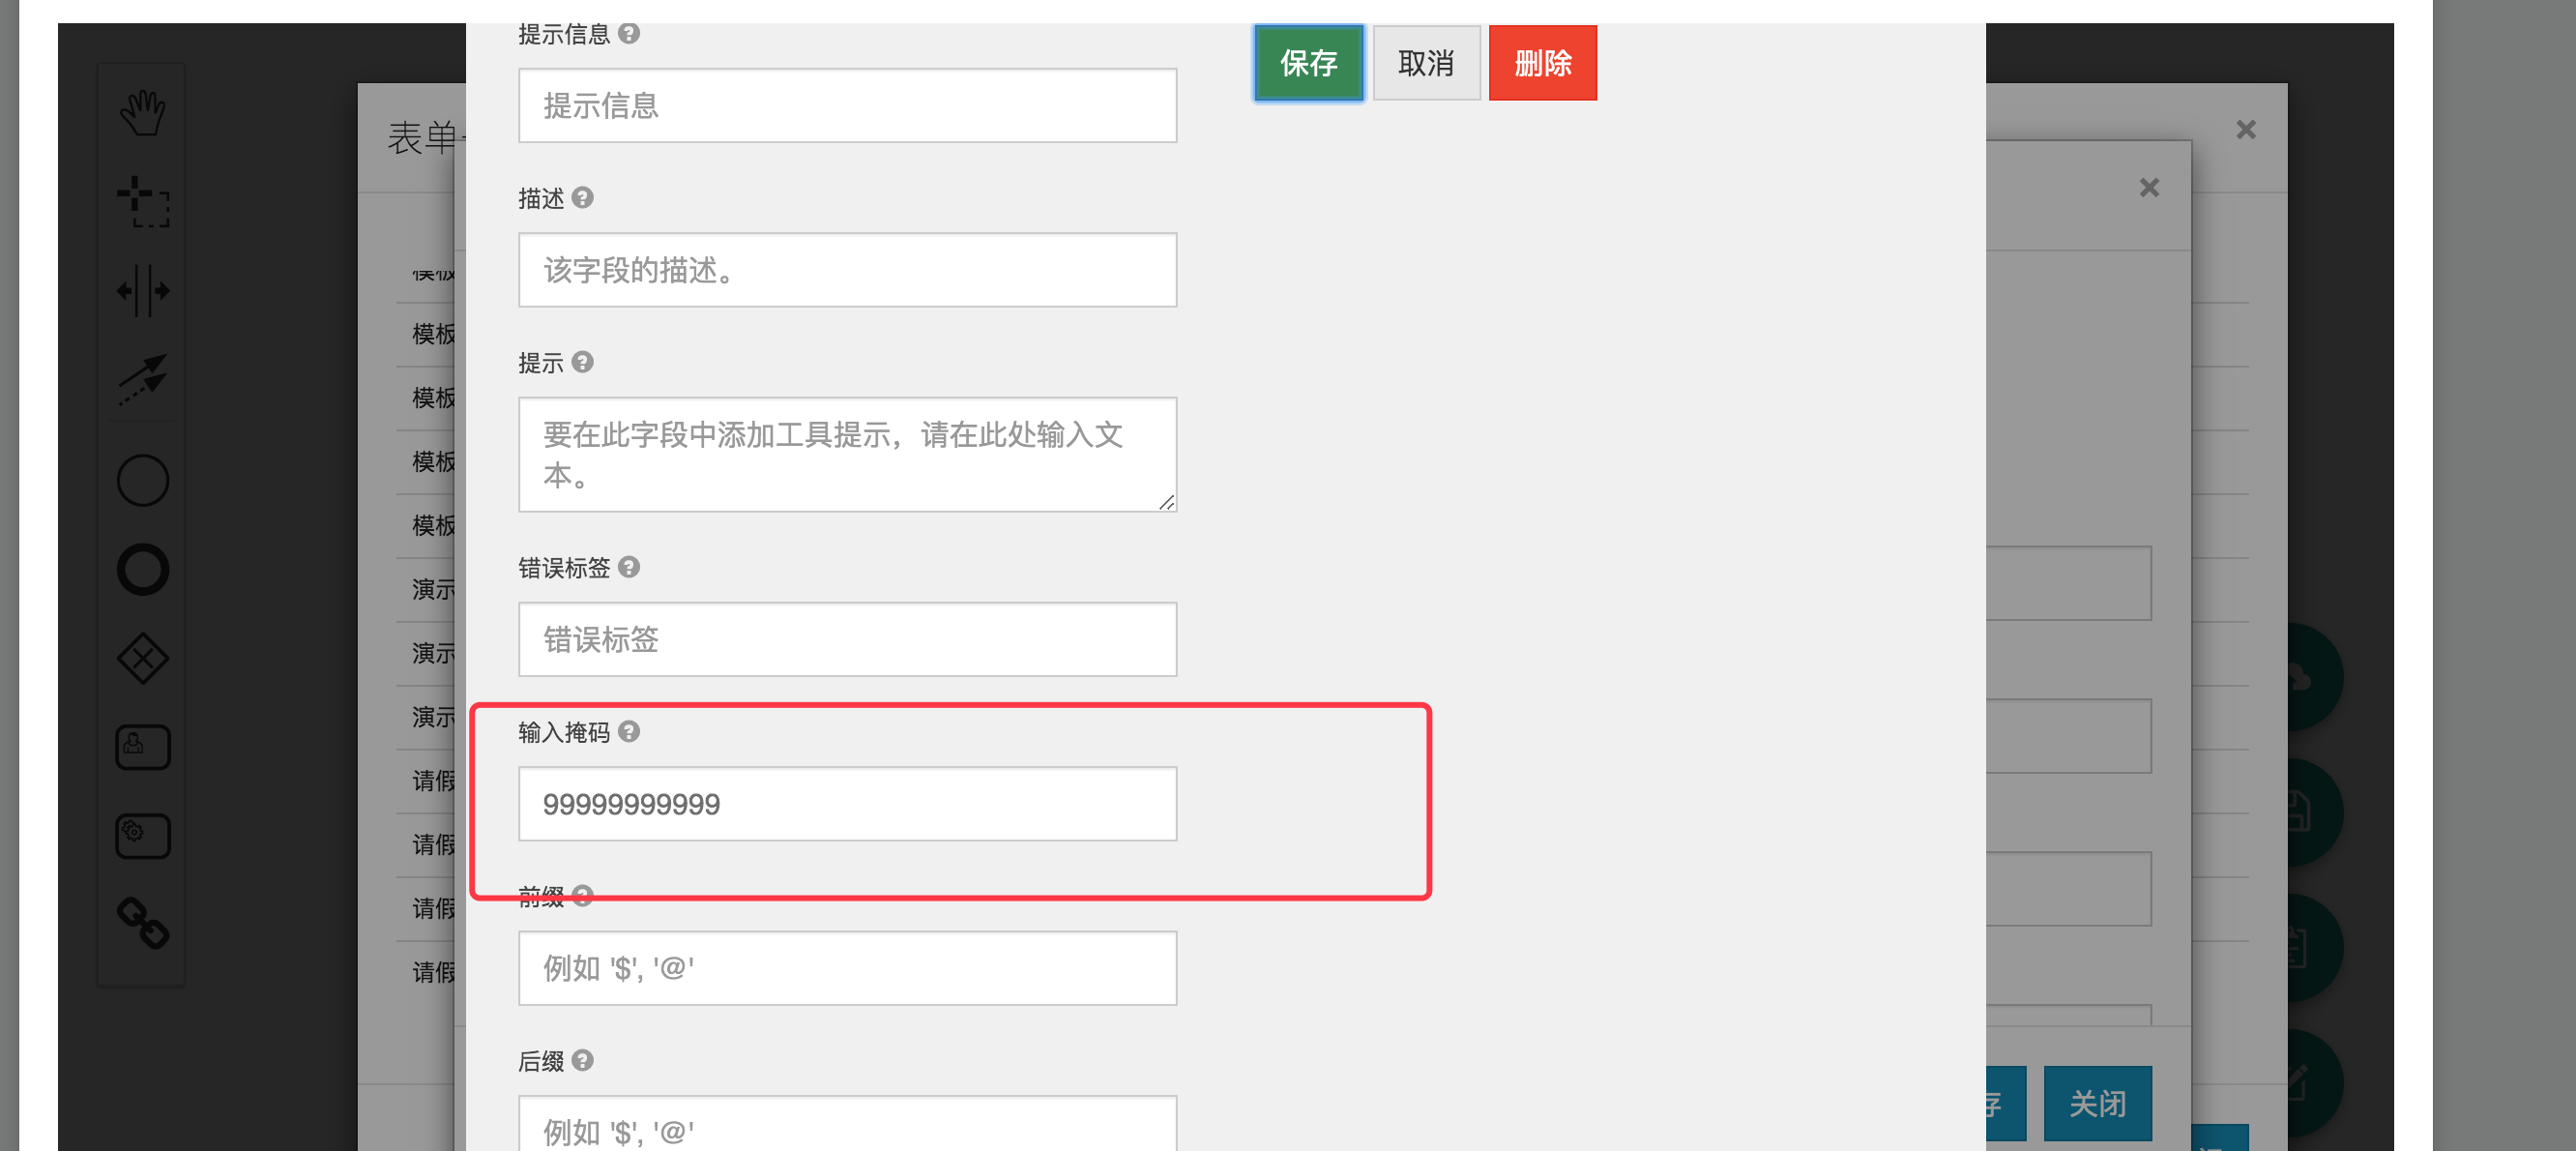 提示信息
保存
取消
删除
提示信息
表单
描述
模板
该字段的描述。
模板
提示
模板
要在此字段中添加工具提示，请在此处输入文
本。
模板
模板
错误标签
演示
错误标签
演示
演示
输入掩码
请假
99999999999
请假
前缀
请假
例如 '$', '@'
请假
后缀
存
关闭
例如 '$', '@'